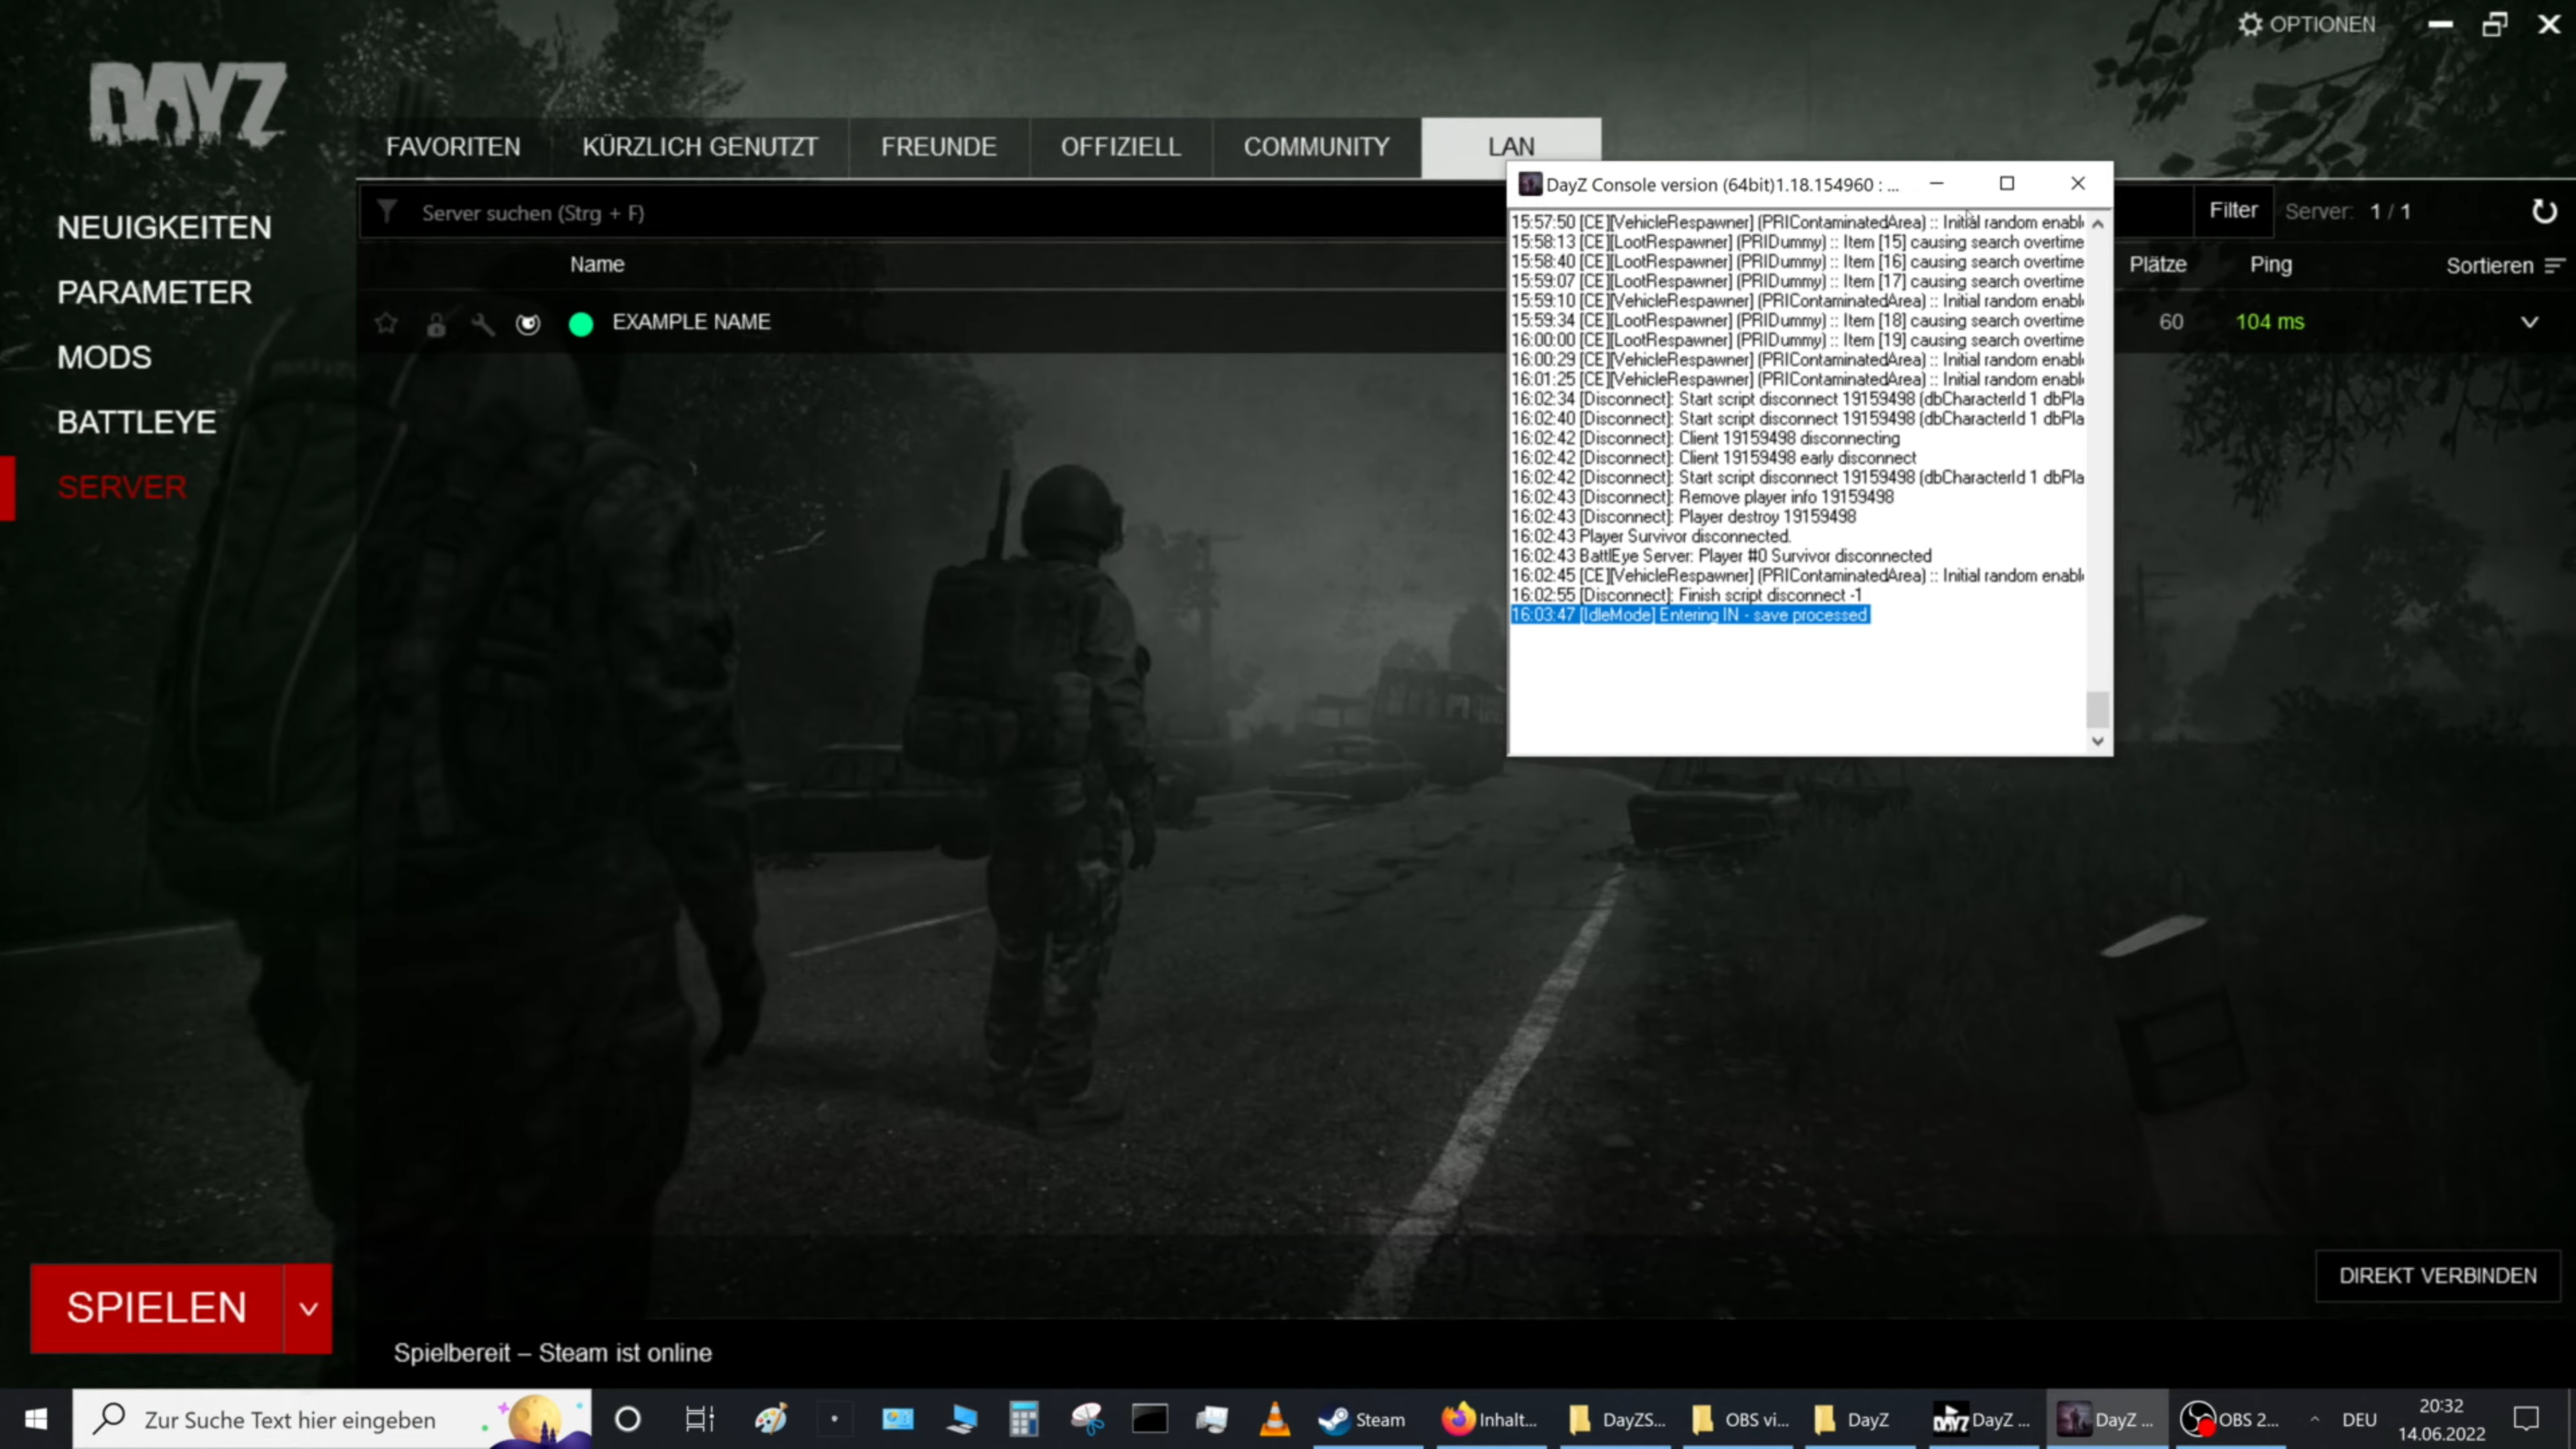 OPTIONEN
DAYZ
FAVORITEN
KÜRZLICH GENUTZT
FREUNDE
OFFIZIELL
COMMUNITY
LAN
NEUIGKEITEN
PARAMETER
MODS
BATTLEYE
SERVER
Server suchen (Strg + F)
Filter
Server: 1 / 1
Name
Plätze
Ping
Sortieren
EXAMPLE NAME
60
104 ms
DayZ Console version (64bit)1.18.154960 : ...
15:57:50 [CE][VehicleRespawner] (PRIContaminatedArea) :: Initial random enabl
15:58:13 [CE][LootRespawner] (PRIDummy) :: Item [15] causing search overtime
15:58:40 [CE][LootRespawner] (PRIDummy) :: Item [16] causing search overtime
15:59:07 [CE][LootRespawner] (PRIDummy) :: Item [17] causing search overtime
15:59:10 [CE][VehicleRespawner] (PRIContaminatedArea) :: Initial random enabl
15:59:34 [CE][LootRespawner] (PRIDummy) :: Item [18] causing search overtime
16:00:00 [CE][LootRespawner] (PRIDummy) :: Item [19] causing search overtime
16:00:29 [CE][VehicleRespawner] (PRIContaminatedArea) :: Initial random enabl
16:01:25 [CE][VehicleRespawner] (PRIContaminatedArea) :: Initial random enabl
16:02:34 [Disconnect]: Start script disconnect 19159498 (dbCharacterId 1 dbPla
16:02:40 [Disconnect]: Start script disconnect 19159498 (dbCharacterId 1 dbPla
16:02:42 [Disconnect]: Client 19159498 disconnecting
16:02:42 [Disconnect]: Client 19159498 early disconnect
16:02:42 [Disconnect]: Start script disconnect 19159498 (dbCharacterId 1 dbPla
16:02:43 [Disconnect]: Remove player info 19159498
16:02:43 [Disconnect]: Player destroy 19159498
16:02:43 Player Survivor disconnected.
16:02:43 BattlEye Server: Player #0 Survivor disconnected
16:02:45 [CE][VehicleRespawner] (PRIContaminatedArea) :: Initial random enabl
16:02:55 [Disconnect]: Finish script disconnect -1
16:03:47 [IdleMode] Entering IN - save processed
SPIELEN
DIREKT VERBINDEN
Spielbereit – Steam ist online
Zur Suche Text hier eingeben
Steam
Inhalt...
DayZS...
OBS vi...
DayZ
DayZ ...
DayZ ...
OBS 2...
DEU
20:32
14.06.2022